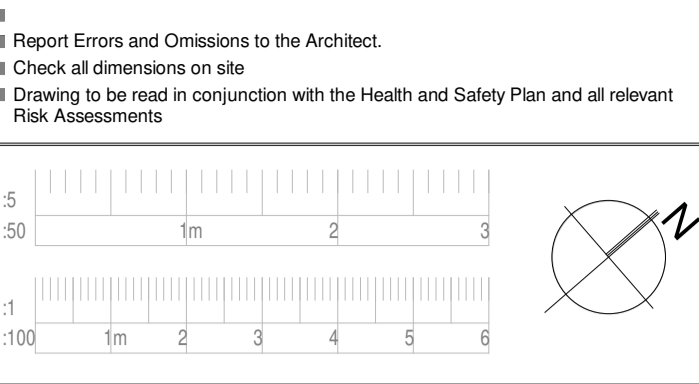 Report Errors and Omissions to the Architect.
Check all dimensions on site
Drawing to be read in conjunction with the Health and Safety Plan and all relevant
Risk Assessments
:5
:50 1m 2 3
N
:1
:100 1m 2 3 4 5 6